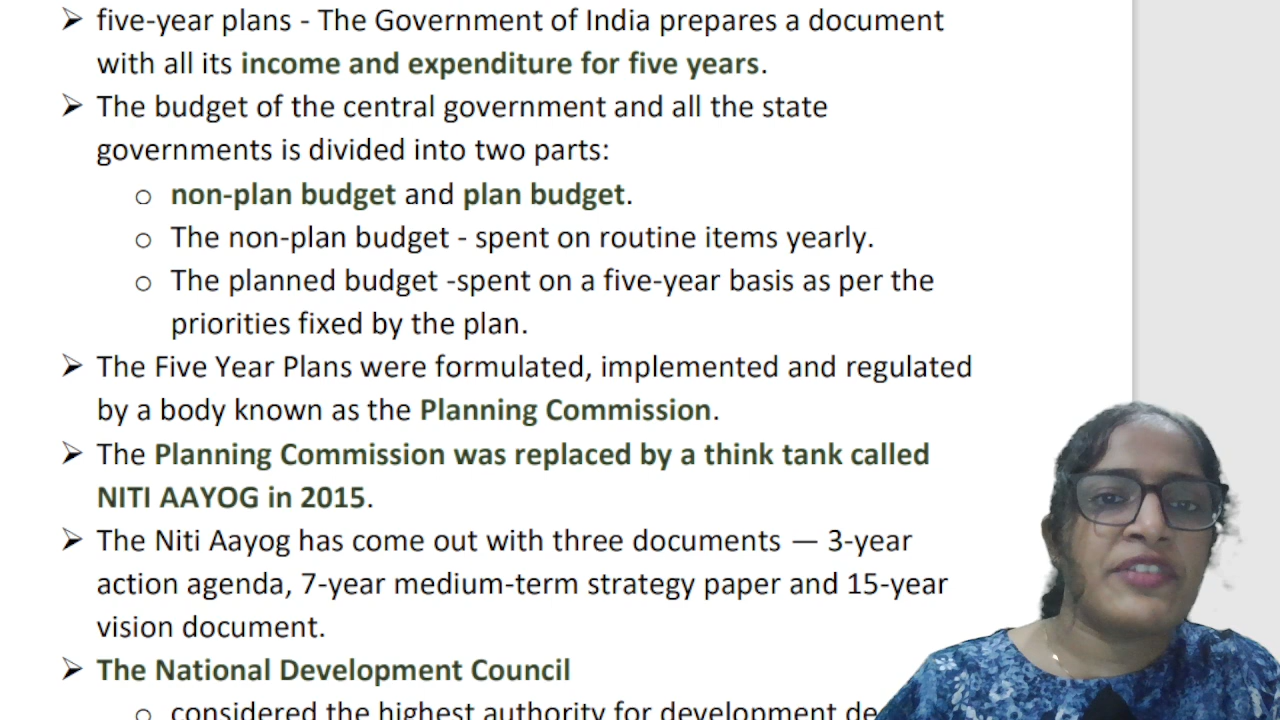 ➢ five-year plans - The Government of India prepares a document
with all its income and expenditure for five years.
➢ The budget of the central government and all the state
governments is divided into two parts:
o non-plan budget and plan budget.
o The non-plan budget - spent on routine items yearly.
o The planned budget -spent on a five-year basis as per the
priorities fixed by the plan.
➢ The Five Year Plans were formulated, implemented and regulated
by a body known as the Planning Commission.
➢ The Planning Commission was replaced by a think tank called
NITI AAYOG in 2015.
➢ The Niti Aayog has come out with three documents — 3-year
action agenda, 7-year medium-term strategy paper and 15-year
vision document.
➢ The National Development Council
o considered the highest authority for development